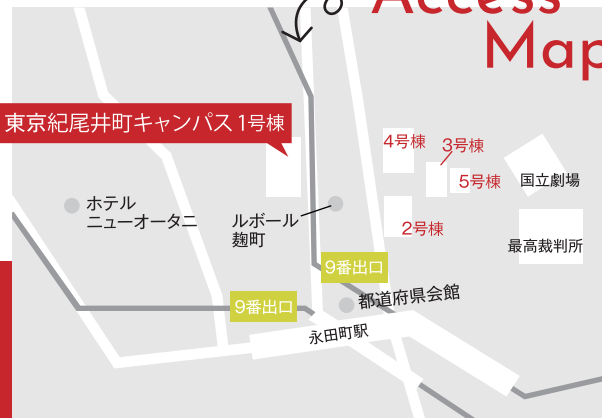 Access
Map
東京紀尾井町キャンパス 1号棟
4号棟
3号棟
5号棟
国立劇場
ホテル
ニューオータニ
ルポール
麹町
2号棟
最高裁判所
9番出口
都道府県会館
9番出口
永田町駅